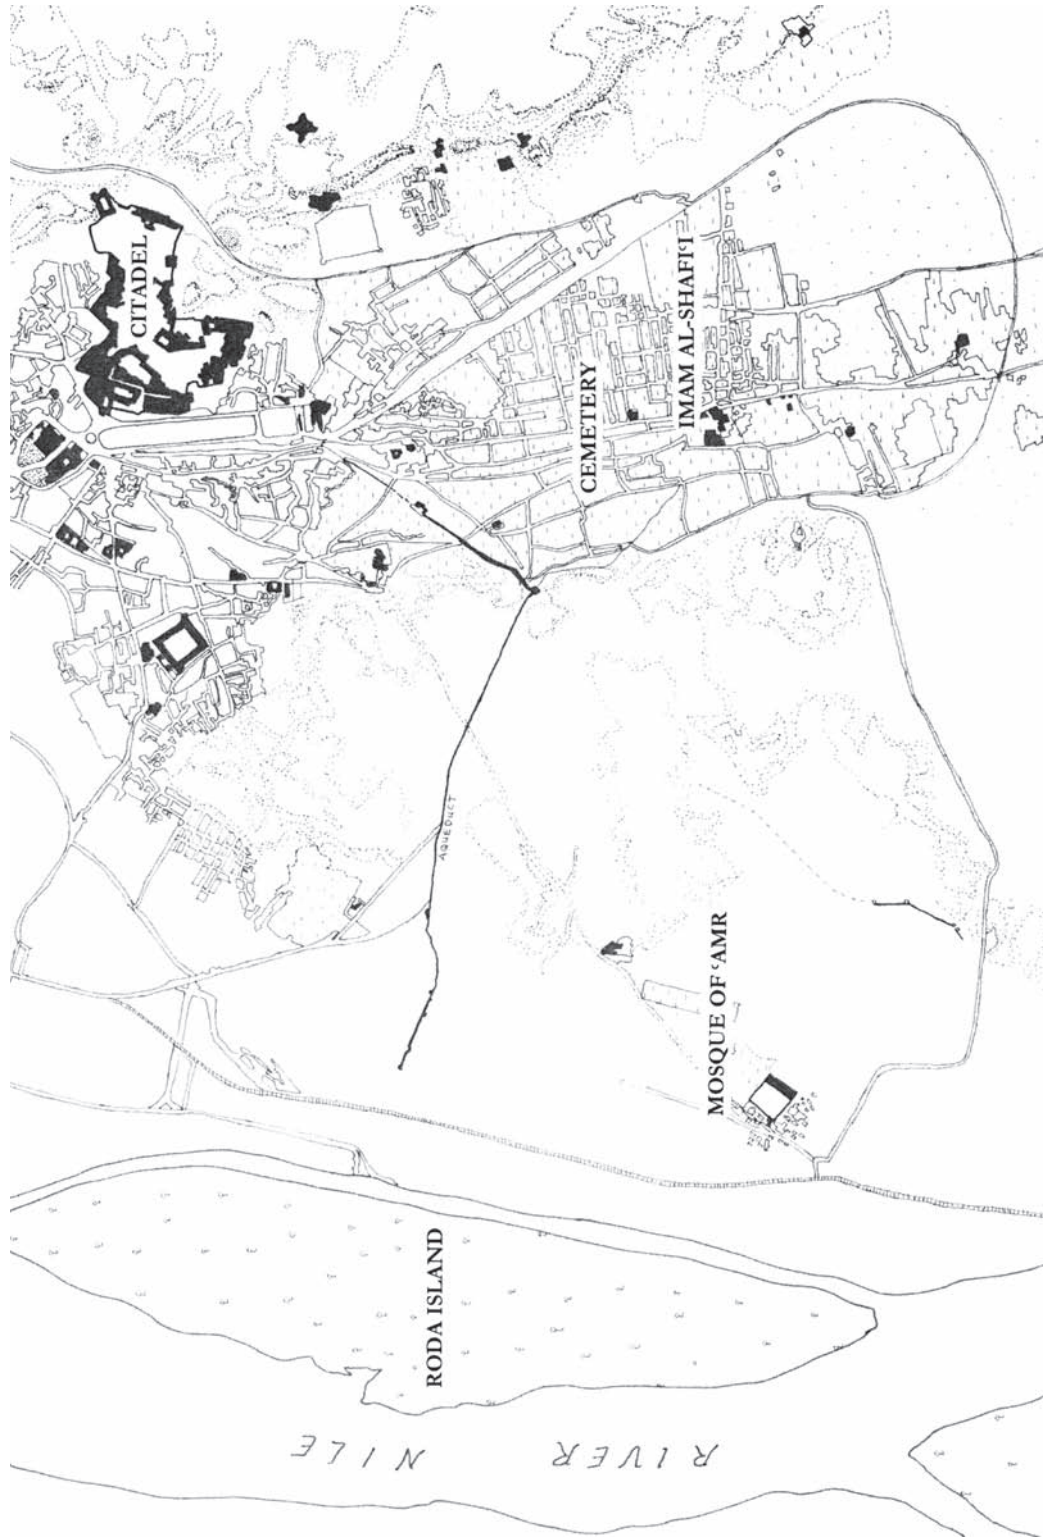 CITADEL
IMAM AL-SHAFIʿI
CEMETERY
AQUEDUCT
MOSQUE OF ʿAMR
RODA ISLAND
RIVER NILE